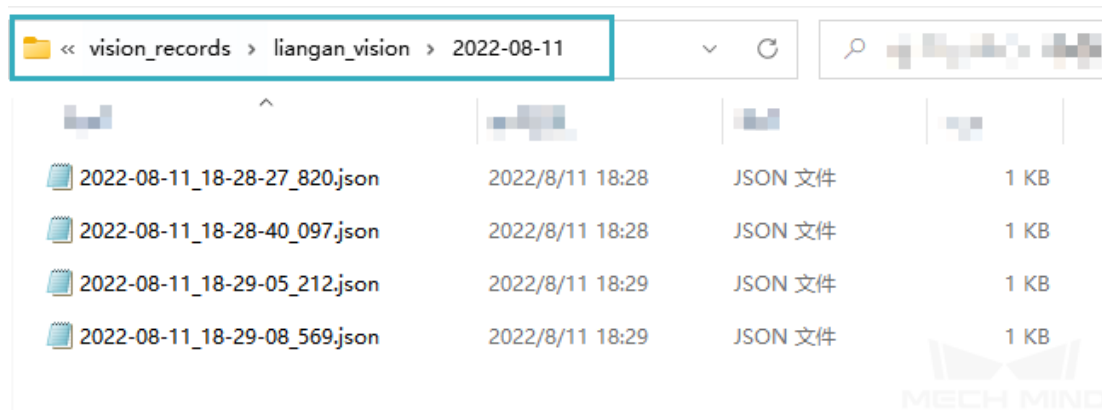 « vision_records › liangan_vision › 2022-08-11
2022-08-11_18-28-27_820.json 2022/8/11 18:28 JSON 文件 1 KB
2022-08-11_18-28-40_097.json 2022/8/11 18:28 JSON 文件 1 KB
2022-08-11_18-29-05_212.json 2022/8/11 18:29 JSON 文件 1 KB
2022-08-11_18-29-08_569.json 2022/8/11 18:29 JSON 文件 1 KB
MECH MIND